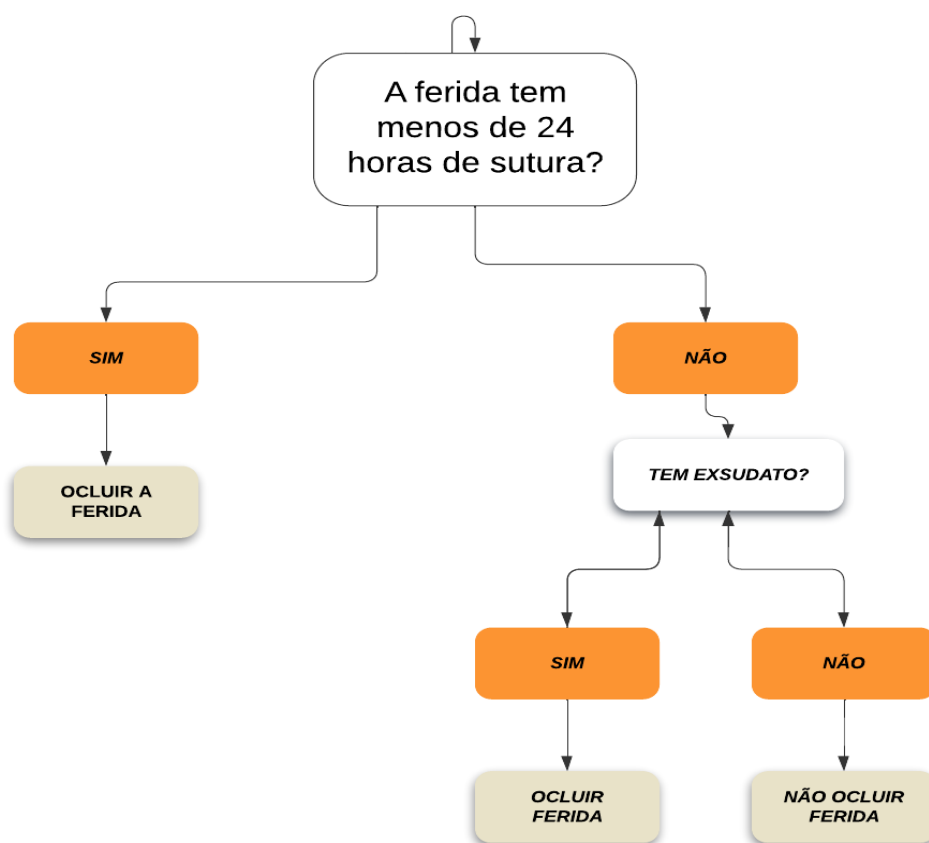 A ferida tem
menos de 24
horas de sutura?
SIM
NÃO
OCLUIR A
FERIDA
TEM EXSUDATO?
SIM
NÃO
OCLUIR
FERIDA
NÃO OCLUIR
FERIDA